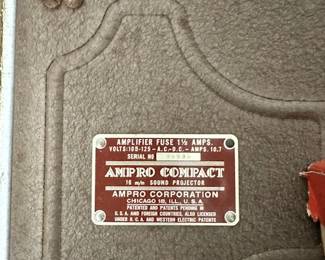 AMPLIFIER FUSE 1½ AMPS.
VOLTS: 100-125 - A.C.-D.C. - AMPS. 10.7
SERIAL NO
AMPRO COMPACT
16 m/m SOUND PROJECTOR
AMPRO CORPORATION
CHICAGO 18, ILL., U.S.A.
PATENTED AND PATENTS PENDING IN
U.S.A. AND FOREIGN COUNTRIES, ALSO LICENSED
UNDER R.C.A. AND WESTERN ELECTRIC PATENTS